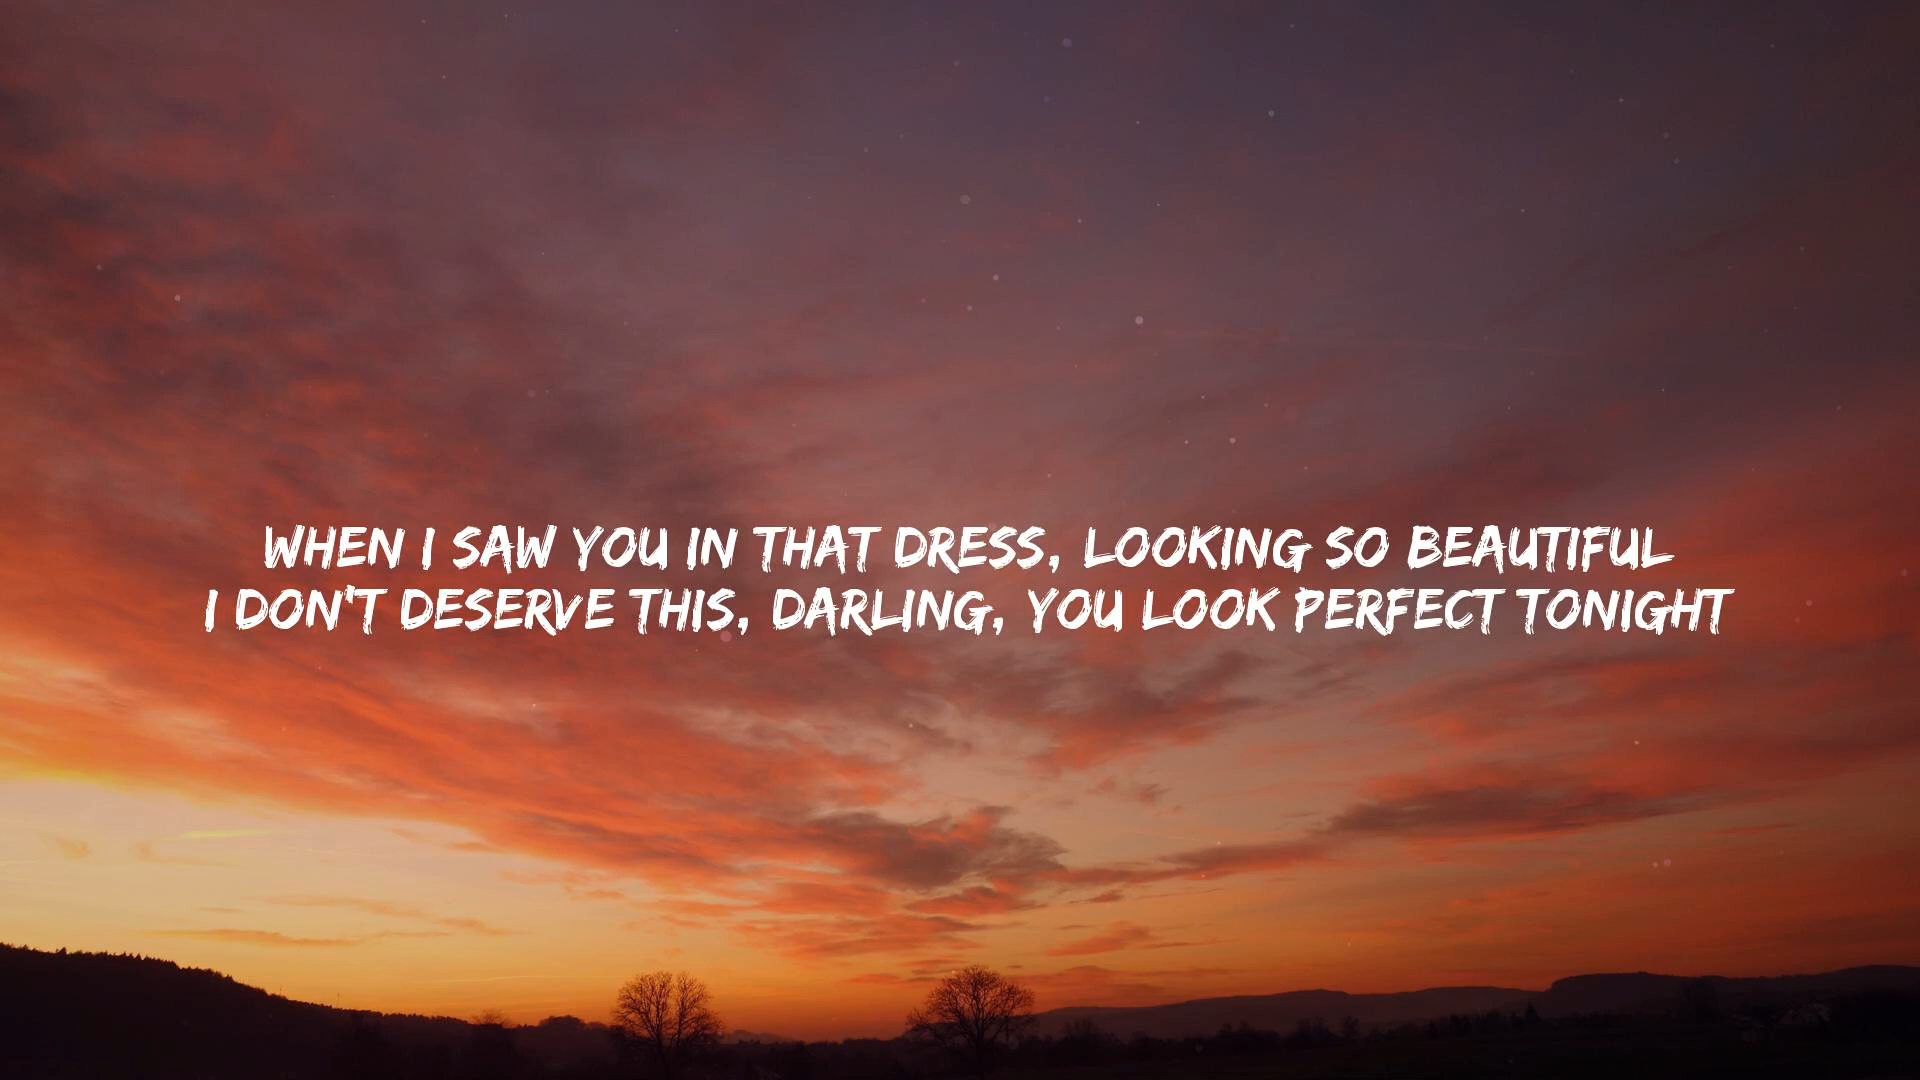 WHEN I SAW YOU IN THAT DRESS, LOOKING SO BEAUTIFUL
I DON'T DESERVE THIS, DARLING, YOU LOOK PERFECT TONIGHT